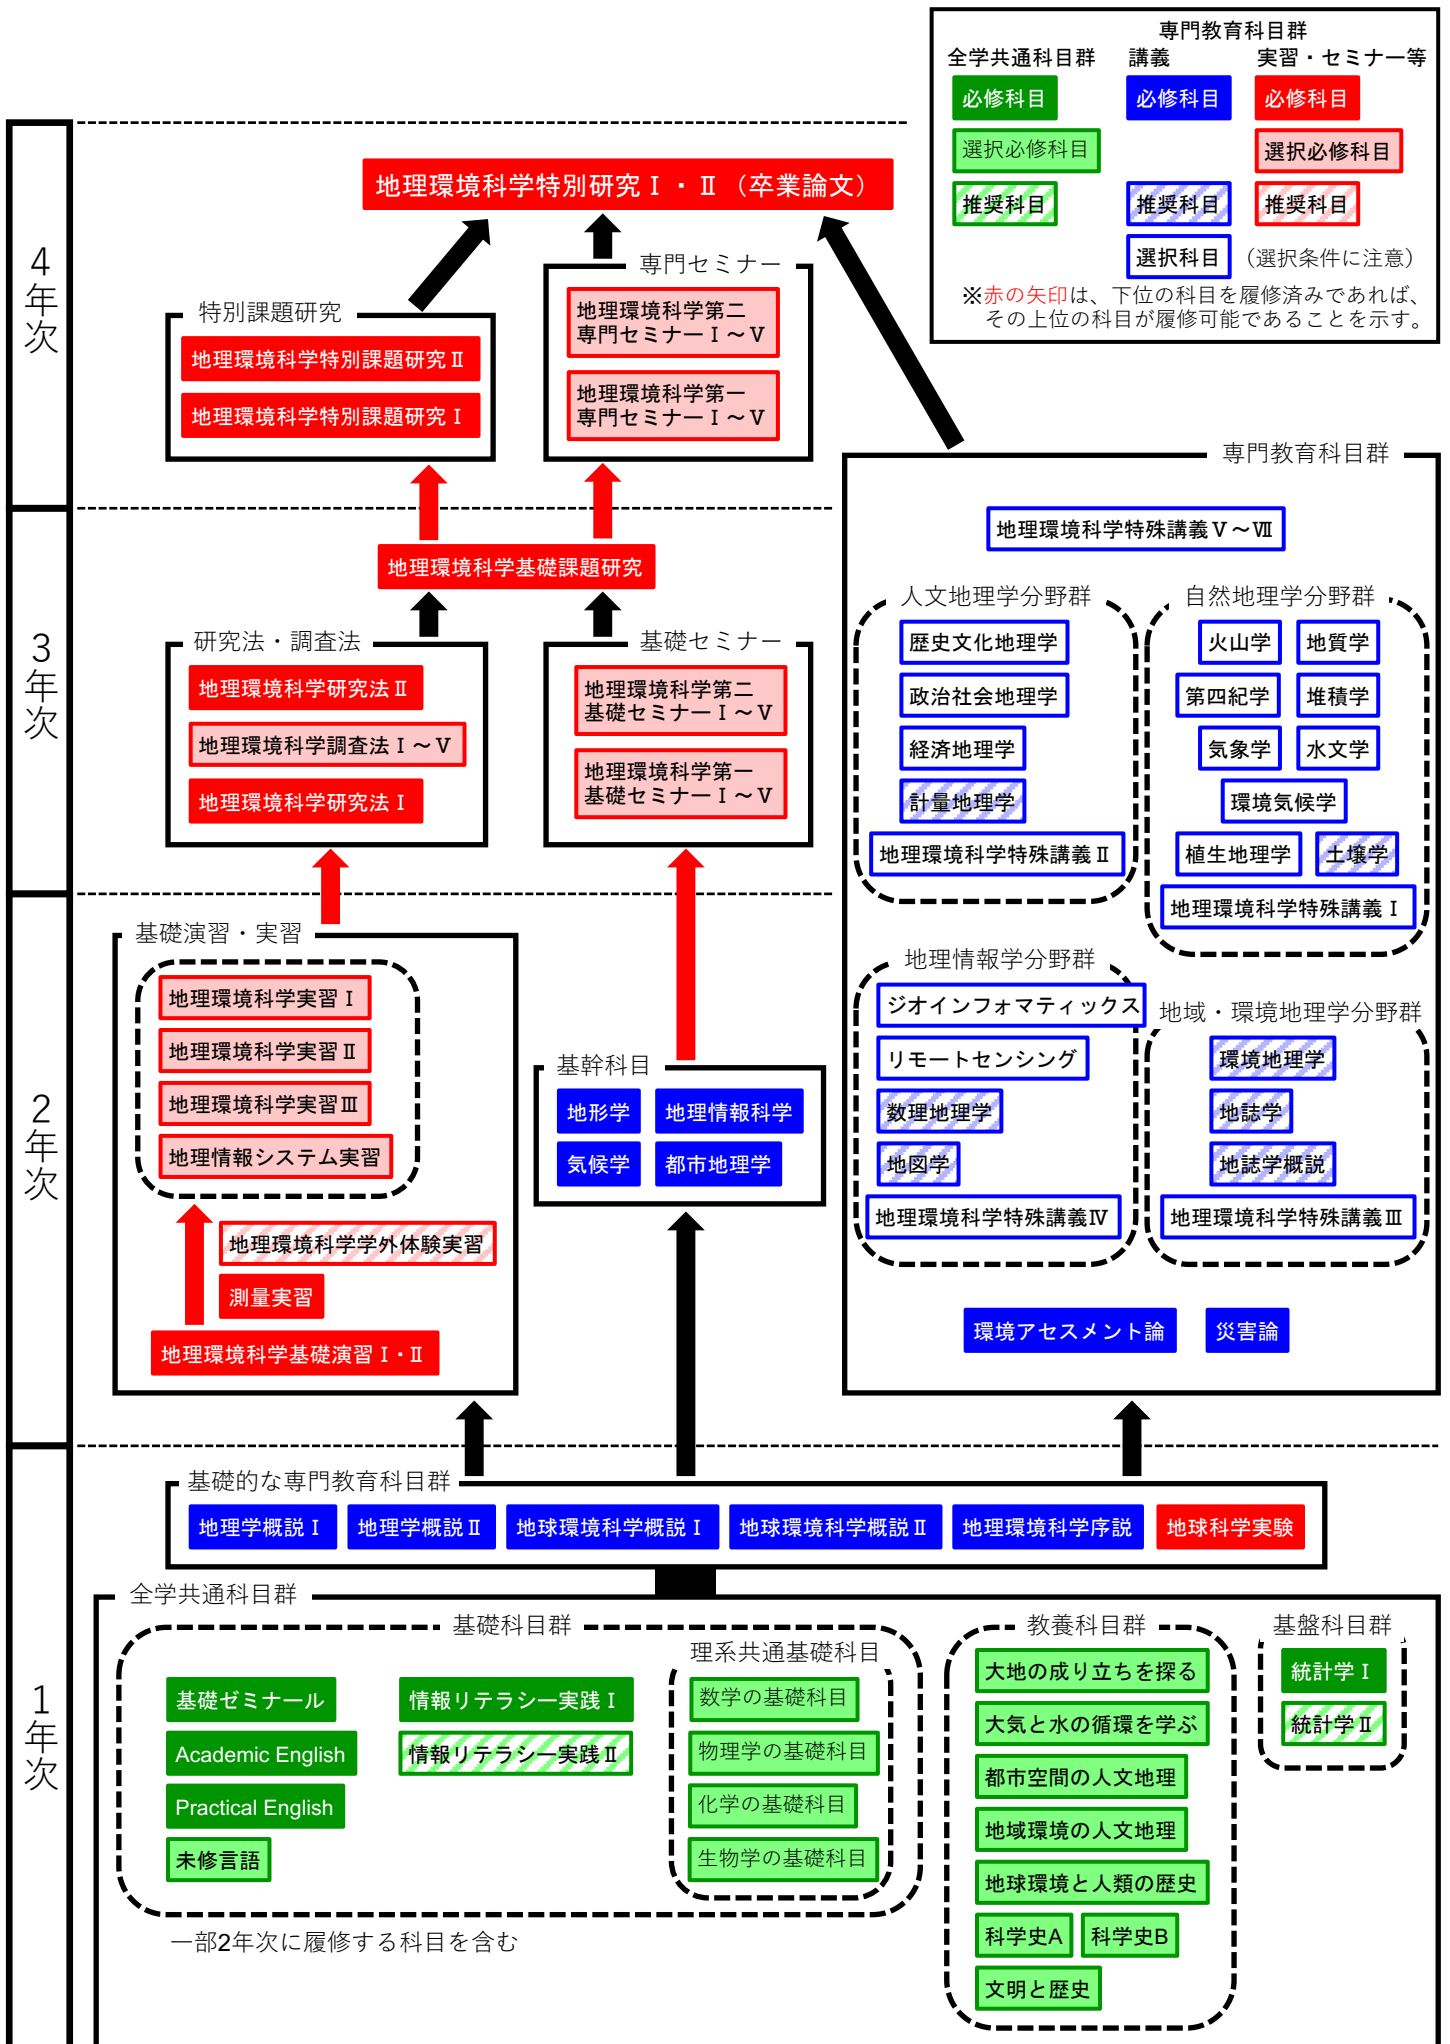 専門教育科目群
全学共通科目群 講義 実習・セミナー等
必修科目 必修科目 必修科目
選択必修科目 選択必修科目
推奨科目 推奨科目 推奨科目
選択科目 (選択条件に注意)
※赤の矢印は、下位の科目を履修済みであれば、
その上位の科目が履修可能であることを示す。
4年次
地理環境科学特別研究Ⅰ・Ⅱ(卒業論文)
特別課題研究
地理環境科学特別課題研究Ⅱ
地理環境科学特別課題研究Ⅰ
専門セミナー
地理環境科学第二
専門セミナーⅠ~Ⅴ
地理環境科学第一
専門セミナーⅠ~Ⅴ
3年次
地理環境科学基礎課題研究
研究法・調査法
地理環境科学研究法Ⅱ
地理環境科学調査法Ⅰ~Ⅴ
地理環境科学研究法Ⅰ
基礎セミナー
地理環境科学第二
基礎セミナーⅠ~Ⅴ
地理環境科学第一
基礎セミナーⅠ~Ⅴ
専門教育科目群
地理環境科学特殊講義Ⅴ~Ⅶ
人文地理学分野群
歴史文化地理学
政治社会地理学
経済地理学
計量地理学
地理環境科学特殊講義Ⅱ
自然地理学分野群
火山学 地質学
第四紀学 堆積学
気象学 水文学
環境気候学
植生地理学 土壌学
地理環境科学特殊講義Ⅰ
地理情報学分野群
ジオインフォマティックス
リモートセンシング
数理地理学
地図学
地理環境科学特殊講義Ⅳ
地域・環境地理学分野群
環境地理学
地誌学
地誌学概説
地理環境科学特殊講義Ⅲ
環境アセスメント論 災害論
2年次
基礎演習・実習
地理環境科学実習Ⅰ
地理環境科学実習Ⅱ
地理環境科学実習Ⅲ
地理情報システム実習
地理環境科学学外体験実習
測量実習
地理環境科学基礎演習Ⅰ・Ⅱ
基幹科目
地形学 地理情報科学
気候学 都市地理学
1年次
基礎的な専門教育科目群
地理学概説Ⅰ 地理学概説Ⅱ 地球環境科学概説Ⅰ 地球環境科学概説Ⅱ 地理環境科学序説 地球科学実験
全学共通科目群
基礎科目群
基礎ゼミナール
Academic English
Practical English
未修言語
情報リテラシー実践Ⅰ
情報リテラシー実践Ⅱ
理系共通基礎科目
数学の基礎科目
物理学の基礎科目
化学の基礎科目
生物学の基礎科目
一部2年次に履修する科目を含む
教養科目群
大地の成り立ちを探る
大気と水の循環を学ぶ
都市空間の人文地理
地域環境の人文地理
地球環境と人類の歴史
科学史A 科学史B
文明と歴史
基盤科目群
統計学Ⅰ
統計学Ⅱ